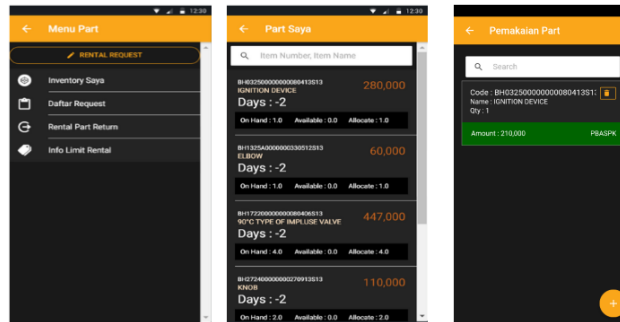 12:30
Menu Part
RENTAL REQUEST
Inventory Saya
Daftar Request
Rental Part Return
Info Limit Rental
12:30
Part Saya
Item Number, Item Name
BH032500000000080413S13
IGNITION DEVICE
280,000
Days : -2
On Hand : 1.0 Available : 0.0 Allocate : 1.0
ELBOW
60,000
Days : -2
On Hand : 1.0 Available : 0.0 Allocate : 1.0
90°C TYPE OF IMPLUSE VALVE
447,000
Days : -2
On Hand : 4.0 Available : 0.0 Allocate : 4.0
KNOB
110,000
Days : -2
On Hand : 2.0 Available : 0.0 Allocate : 2.0
Pemakaian Part
Search
Code : BH032500000000080413S1:
Name : IGNITION DEVICE
Qty : 1
Amount : 210,000 PBASPK